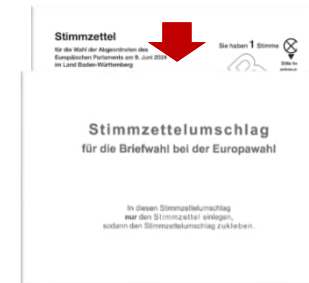 Stimmzettel
für die Wahl der Abgeordneten des
Europäischen Parlaments am 9. Juni 2024
im Land Baden-Württemberg
Sie haben 1 Stimme
Bitte
Stimmzettelumschlag
für die Briefwahl bei der Europawahl
In diesen Stimmzettelumschlag
nur den Stimmzettel einlegen,
sodann den Stimmzettelumschlag zukleben.